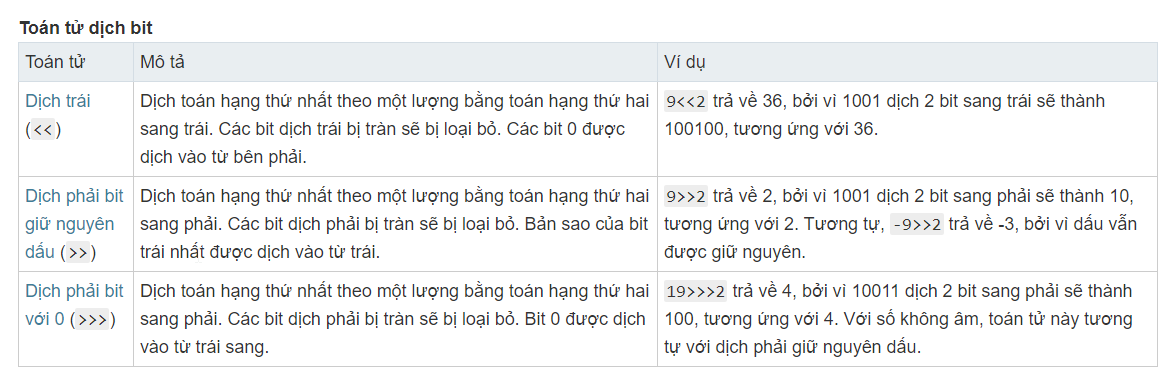 Toán tử dịch bit
Toán tử Mô tả Ví dụ
Dịch trái
(<<)
Dịch toán hạng thứ nhất theo một lượng bằng toán hạng thứ hai
sang trái. Các bit dịch trái bị tràn sẽ bị loại bỏ. Các bit 0 được
dịch vào từ bên phải.
9<<2 trả về 36, bởi vì 1001 dịch 2 bit sang trái sẽ thành
100100, tương ứng với 36.
Dịch phải bit
giữ nguyên
dấu (>>)
Dịch toán hạng thứ nhất theo một lượng bằng toán hạng thứ hai
sang phải. Các bit dịch phải bị tràn sẽ bị loại bỏ. Bản sao của bit
trái nhất được dịch vào từ trái.
9>>2 trả về 2, bởi vì 1001 dịch 2 bit sang phải sẽ thành 10,
tương ứng với 2. Tương tự, -9>>2 trả về -3, bởi vì dấu vẫn
được giữ nguyên.
Dịch phải bit
với 0 (>>>)
Dịch toán hạng thứ nhất theo một lượng bằng toán hạng thứ hai
sang phải. Các bit dịch phải bị tràn sẽ bị loại bỏ. Bit 0 được dịch
vào từ trái sang.
19>>>2 trả về 4, bởi vì 10011 dịch 2 bit sang phải sẽ thành
100, tương ứng với 4. Với số không âm, toán tử này tương
tự với dịch phải giữ nguyên dấu.